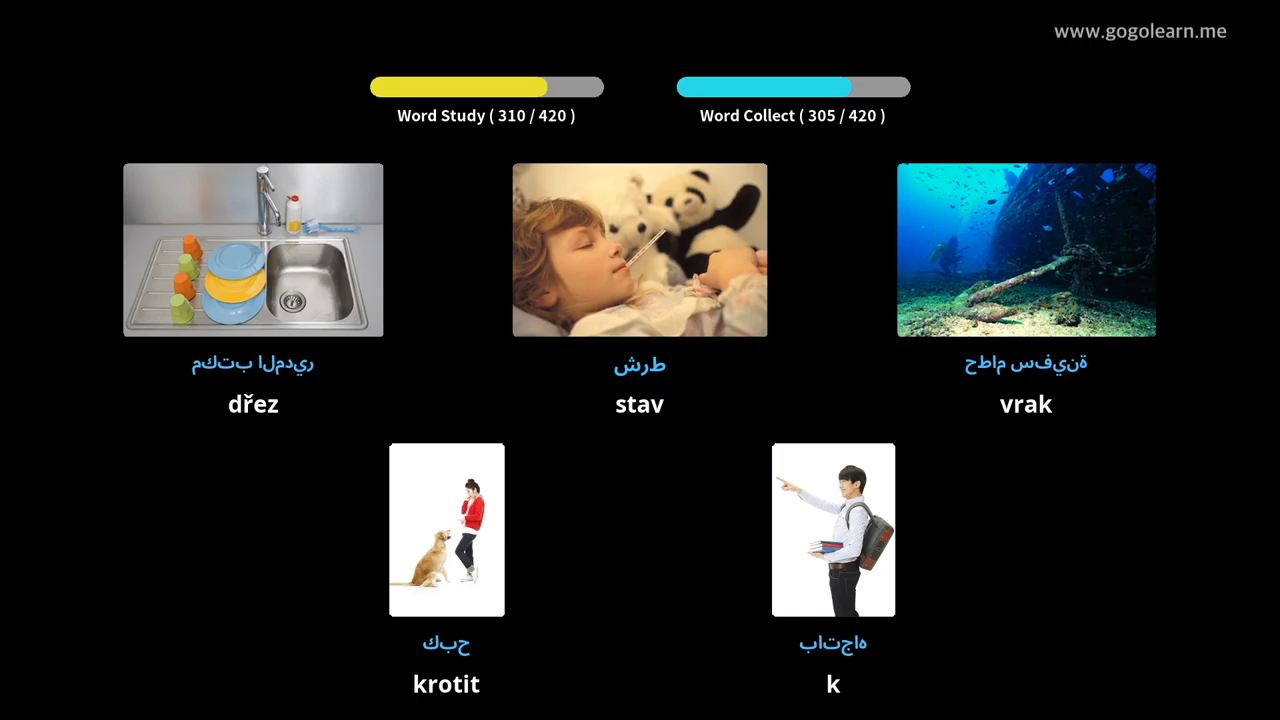 www.gogolearn.me
Word Study ( 310 / 420 )
Word Collect ( 305 / 420 )
مكتب المدير
شرط
حطام سفينة
dřez
stav
vrak
كبح
باتجاه
krotit
k